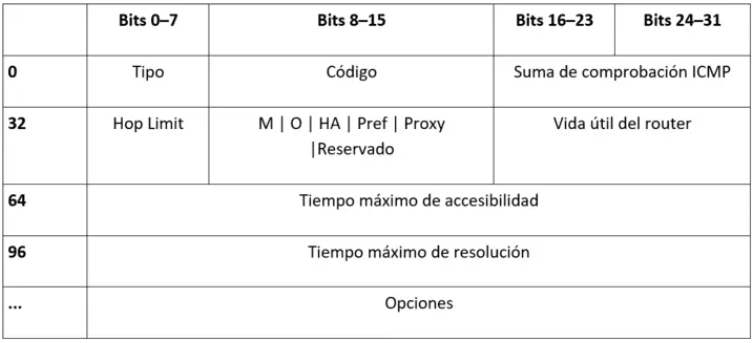 Bits 0–7 Bits 8–15 Bits 16–23 Bits 24–31
0 Tipo Código Suma de comprobación ICMP
32 Hop Limit M | O | HA | Pref | Proxy Vida útil del router
|Reservado
64 Tiempo máximo de accesibilidad
96 Tiempo máximo de resolución
... Opciones